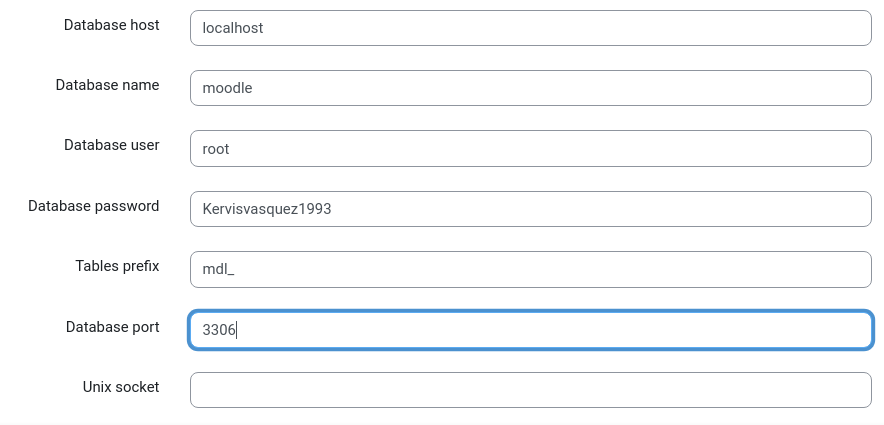 Database host localhost
Database name moodle
Database user root
Database password Kervisvasquez1993
Tables prefix mdl_
Database port 3306
Unix socket